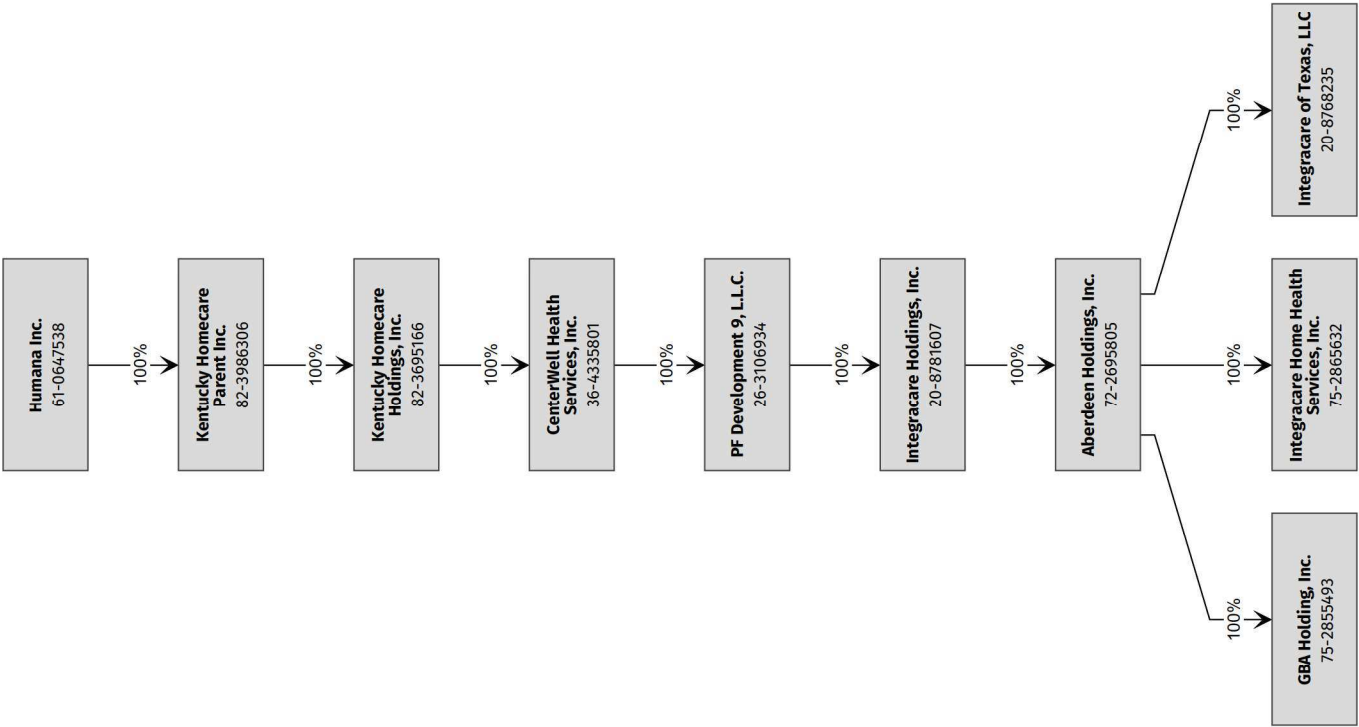 Humana Inc.
61-0647538
100%
Kentucky Homecare
Parent Inc.
82-3986306
100%
Kentucky Homecare
Holdings, Inc.
82-3695166
100%
CenterWell Health
Services, Inc.
36-4335801
100%
PF Development 9, L.L.C.
26-3106934
100%
Integracare Holdings, Inc.
20-8781607
100%
Aberdeen Holdings, Inc.
72-2695805
100%
100%
100%
GBA Holding, Inc.
75-2855493
Integracare Home Health
Services, Inc.
75-2865632
Integracare of Texas, LLC
20-8768235